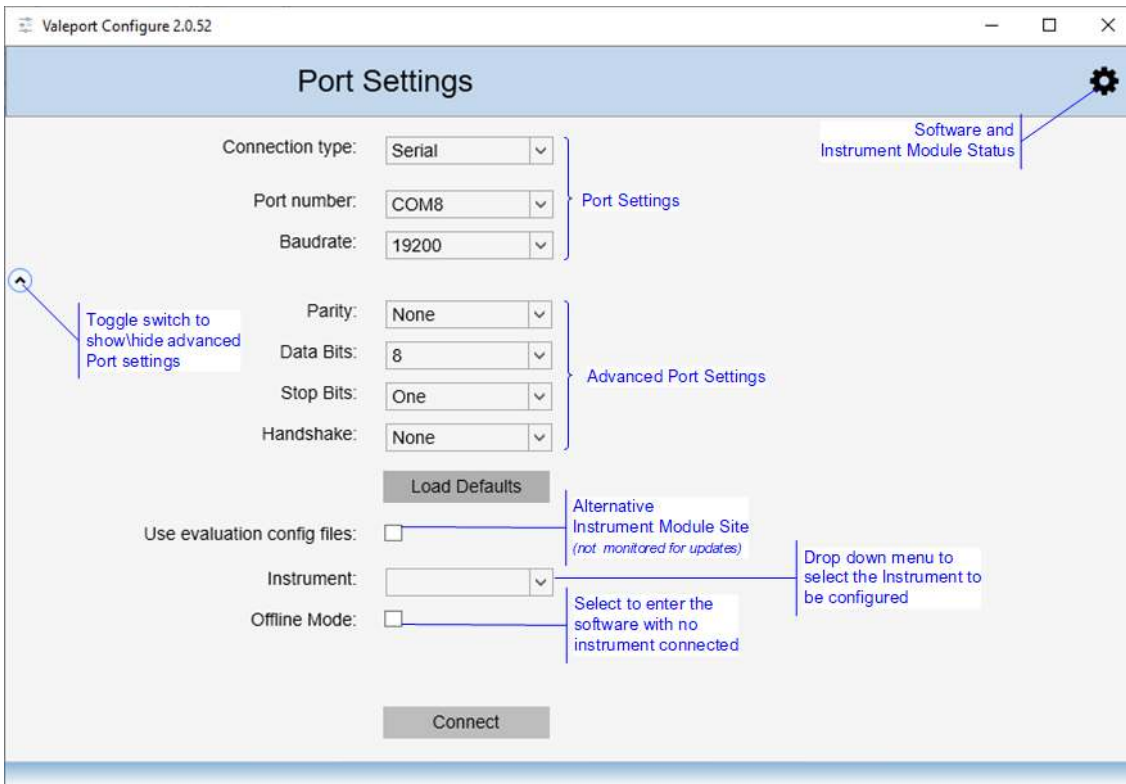 Valeport Configure 2.0.52
Port Settings
Software and
Instrument Module Status
Connection type:
Serial
Port number:
COM8
Port Settings
Baudrate:
19200
Toggle switch to
show\hide advanced
Port settings
Parity:
None
Data Bits:
8
Advanced Port Settings
Stop Bits:
One
Handshake:
None
Load Defaults
Use evaluation config files:
Alternative
Instrument Module Site
(not monitored for updates)
Instrument:
Drop down menu to
select the Instrument to
be configured
Offline Mode:
Select to enter the
software with no
instrument connected
Connect